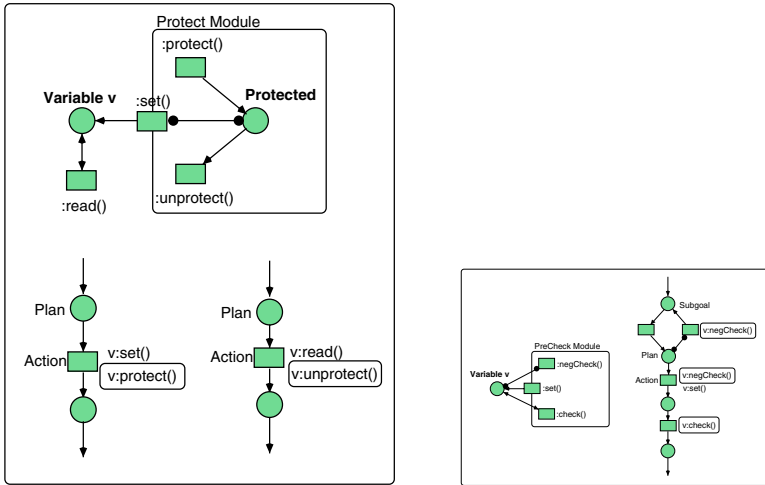 Protect Module
:protect()
Variable v
:set()
Protected
:read()
:unprotect()
Plan
Action
v:set()
v:protect()
Plan
Action
v:read()
v:unprotect()
PreCheck Module
Variable v
:negCheck()
:set()
:check()
Subgoal
v:negCheck()
Plan
Action
v:negCheck()
v:set()
v:check()